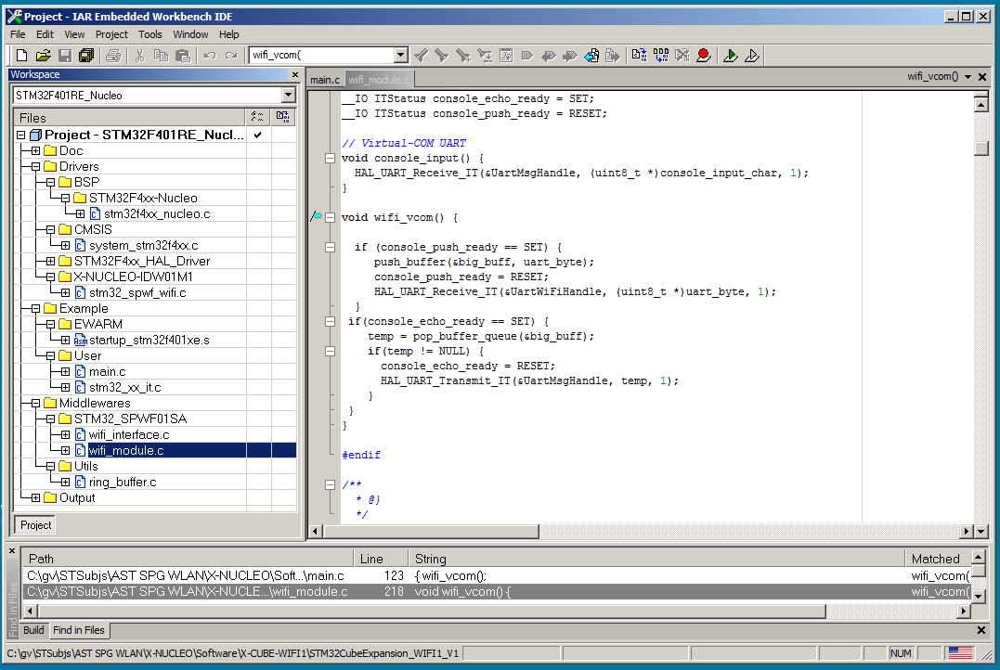 Project - IAR Embedded Workbench IDE
File Edit View Project Tools Window Help
wifi_vcom(
Workspace
STM32F401RE_Nucleo
Files
Project - STM32F401RE_Nucl...
Doc
Drivers
BSP
STM32F4xx-Nucleo
stm32f4xx_nucleo.c
CMSIS
system_stm32f4xx.c
STM32F4xx_HAL_Driver
X-NUCLEO-IDW01M1
stm32_spwf_wifi.c
Example
EWARM
startup_stm32f401xe.s
User
main.c
stm32_xx_it.c
Middlewares
STM32_SPWF01SA
wifi_interface.c
wifi_module.c
Utils
ring_buffer.c
Output
Project
main.c wifi_module.c wifi_vcom()
__IO ITStatus console_echo_ready = SET;
__IO ITStatus console_push_ready = RESET;
// Virtual-COM UART
void console_input() {
HAL_UART_Receive_IT(&UartMsgHandle, (uint8_t *)console_input_char, 1);
}
void wifi_vcom() {
if (console_push_ready == SET) {
push_buffer(&big_buff, uart_byte);
console_push_ready = RESET;
HAL_UART_Receive_IT(&UartWiFiHandle, (uint8_t *)uart_byte, 1);
}
if(console_echo_ready == SET) {
temp = pop_buffer_queue(&big_buff);
if(temp != NULL) {
console_echo_ready = RESET;
HAL_UART_Transmit_IT(&UartMsgHandle, temp, 1);
}
}
}
#endif
/**
* @}
*/
Path Line String Matched
C:\gv\STSubjs\AST SPG WLAN\X-NUCLEO\Soft...\main.c 123 { wifi_vcom(); wifi_vcom(
C:\gv\STSubjs\AST SPG WLAN\X-NUCLE...\wifi_module.c 218 void wifi_vcom() { wifi_vcom(
Find in Files
Build Find in Files
C:\gv\STSubjs\AST SPG WLAN\X-NUCLEO\Software\X-CUBE-WIFI1\STM32CubeExpansion_WIFI1_V1 NUM